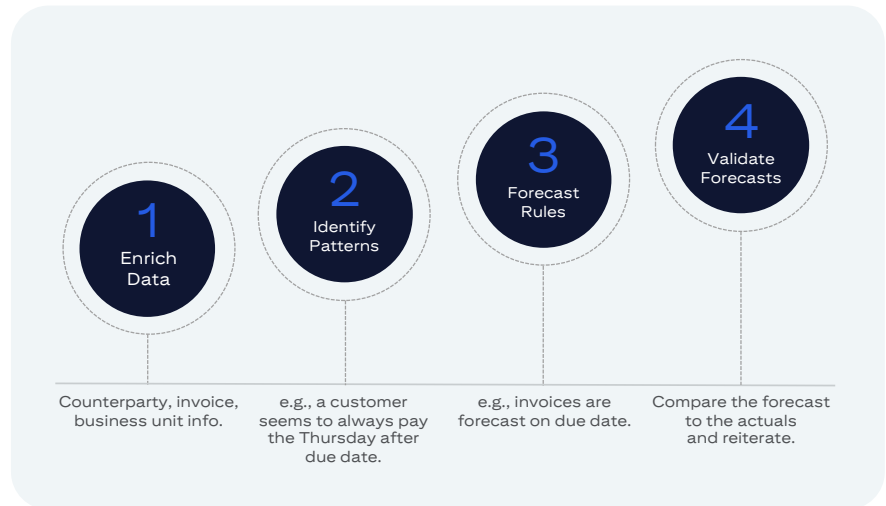 1
Enrich
Data
2
Identify
Patterns
3
Forecast
Rules
4
Validate
Forecasts
Counterparty, invoice,
business unit info.
e.g., a customer
seems to always pay
the Thursday after
due date.
e.g., invoices are
forecast on due date.
Compare the forecast
to the actuals
and reiterate.